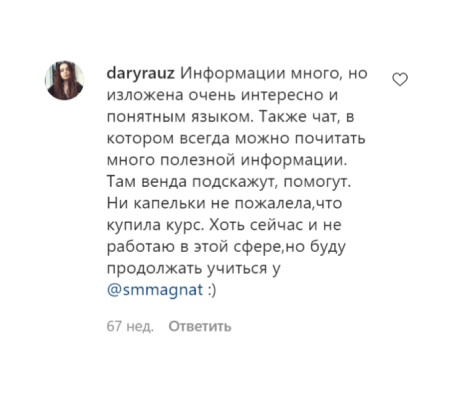 daryrauz Информации много, но
изложена очень интересно и
понятным языком. Также чат, в
котором всегда можно почитать
много полезной информации.
Там венда подскажут, помогут.
Ни капельки не пожалела,что
купила курс. Хоть сейчас и не
работаю в этой сфере,но буду
продолжать учиться у
@smmagnat :)
67 нед. Ответить